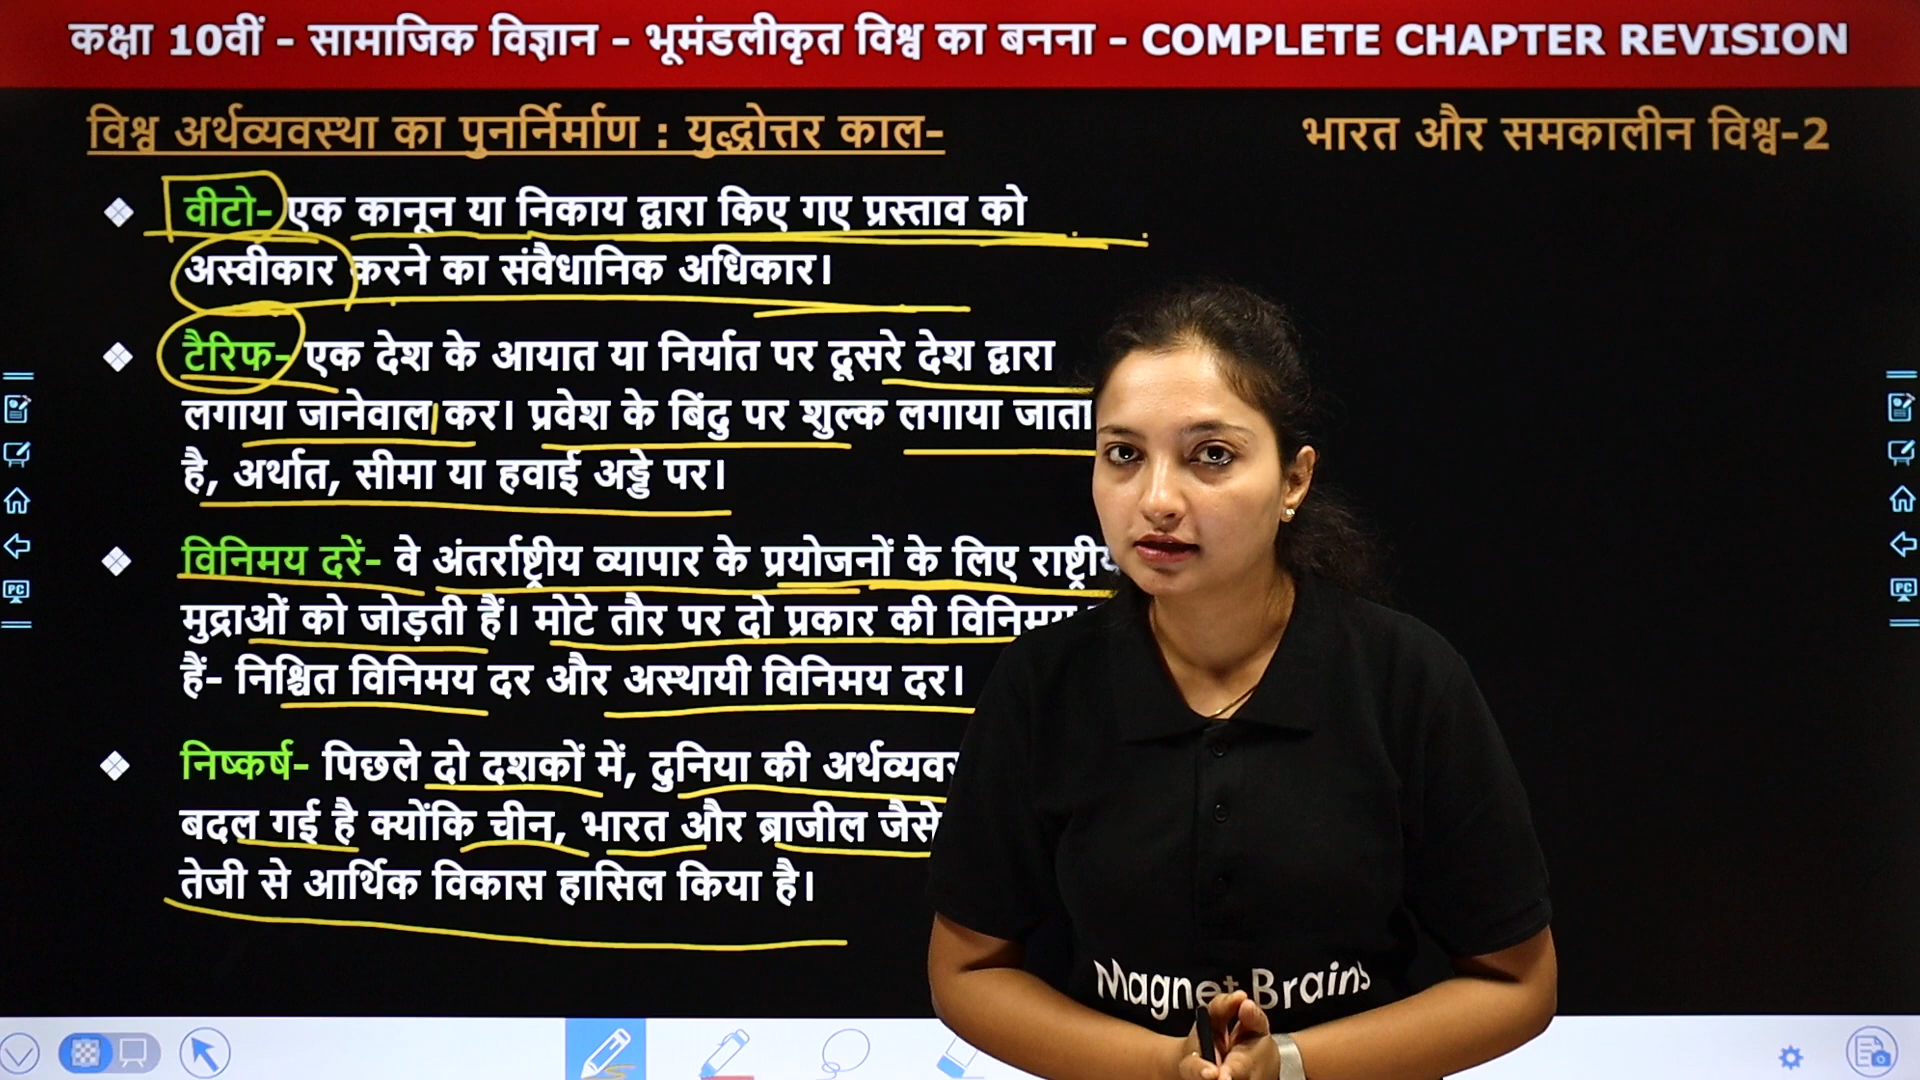 कक्षा 10वीं - सामाजिक विज्ञान - भूमंडलीकृत विश्व का बनना - COMPLETE CHAPTER REVISION
विश्व अर्थव्यवस्था का पुनर्निर्माण : युद्धोत्तर काल-
भारत और समकालीन विश्व-2
वीटो- एक कानून या निकाय द्वारा किए गए प्रस्ताव को
अस्वीकार करने का संवैधानिक अधिकार।
टैरिफ- एक देश के आयात या निर्यात पर दूसरे देश द्वारा
लगाया जानेवाल कर। प्रवेश के बिंदु पर शुल्क लगाया जाता
है, अर्थात, सीमा या हवाई अड्डे पर।
विनिमय दरें- वे अंतर्राष्ट्रीय व्यापार के प्रयोजनों के लिए राष्ट्रीय
मुद्राओं को जोड़ती हैं। मोटे तौर पर दो प्रकार की विनिमय
हैं- निश्चित विनिमय दर और अस्थायी विनिमय दर।
निष्कर्ष- पिछले दो दशकों में, दुनिया की
बदल गई है क्योंकि चीन, भारत और ब्राजील जैसे
तेजी से आर्थिक विकास हासिल किया है।
Magnet Brains
PC
PC